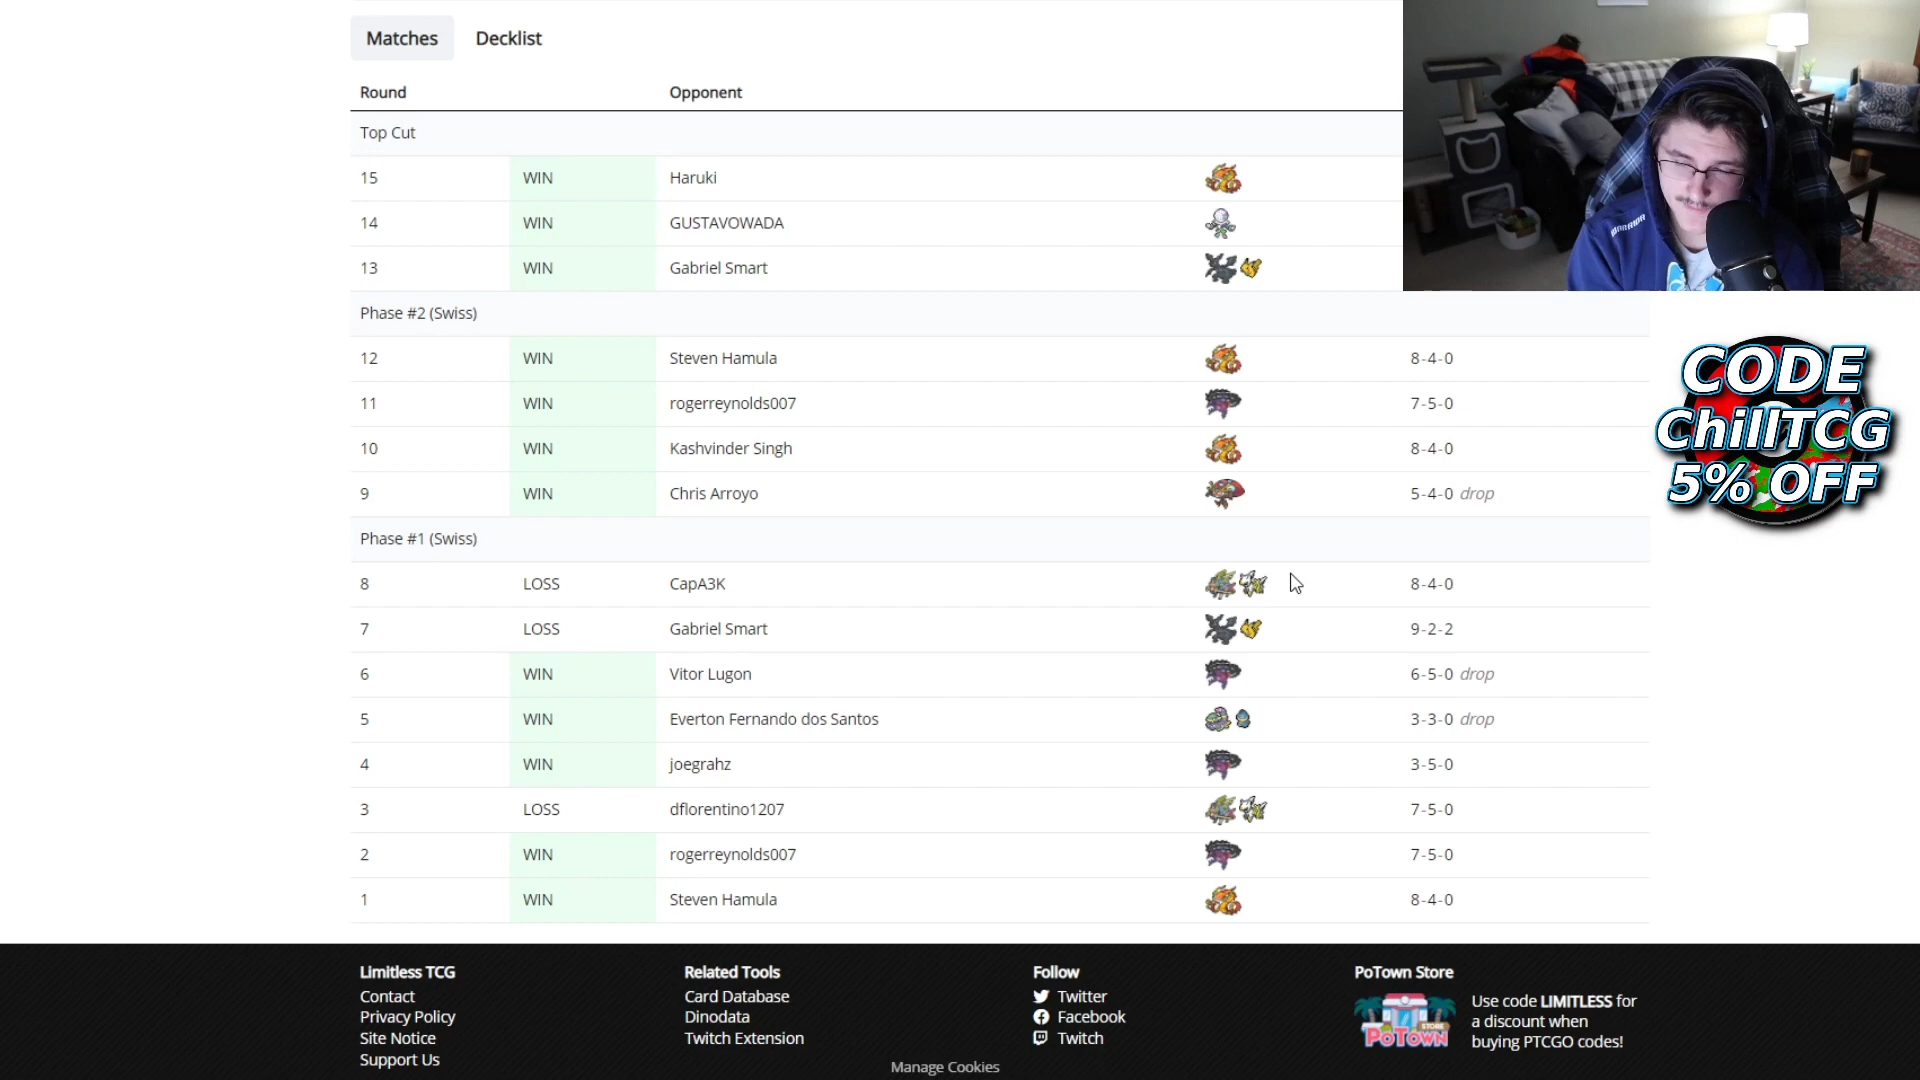 Matches Decklist
Round Opponent
Top Cut
15 WIN Haruki
14 WIN GUSTAVOWADA
13 WIN Gabriel Smart
Phase #2 (Swiss)
12 WIN Steven Hamula 8-4-0
11 WIN rogerreynolds007 7-5-0
10 WIN Kashvinder Singh 8-4-0
9 WIN Chris Arroyo 5-4-0 drop
Phase #1 (Swiss)
8 LOSS CapA3K 8-4-0
7 LOSS Gabriel Smart 9-2-2
6 WIN Vitor Lugon 6-5-0 drop
5 WIN Everton Fernando dos Santos 3-3-0 drop
4 WIN joegrahz 3-5-0
3 LOSS dflorentino1207 7-5-0
2 WIN rogerreynolds007 7-5-0
1 WIN Steven Hamula 8-4-0
WARRIOR
CODE
ChillTCG
5% OFF
Limitless TCG
Contact
Privacy Policy
Site Notice
Support Us
Related Tools
Card Database
Dinodata
Twitch Extension
Follow
Twitter
Facebook
Twitch
PoTown Store
STORE
POTOWN
Use code LIMITLESS for
a discount when
buying PTCGO codes!
Manage Cookies